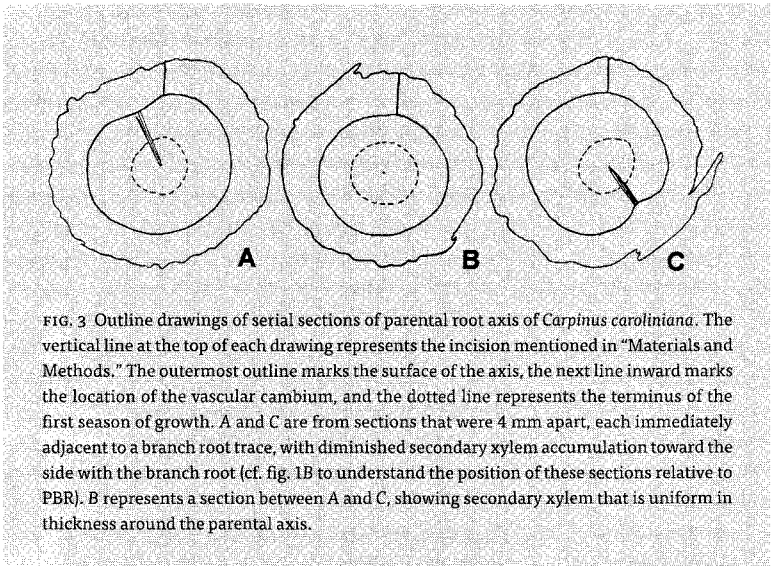 A
B
C
FIG. 3 Outline drawings of serial sections of parental root axis of Carpinus caroliniana. The
vertical line at the top of each drawing represents the incision mentioned in “Materials and
Methods.” The outermost outline marks the surface of the axis, the next line inward marks
the location of the vascular cambium, and the dotted line represents the terminus of the
first season of growth. A and C are from sections that were 4 mm apart, each immediately
adjacent to a branch root trace, with diminished secondary xylem accumulation toward the
side with the branch root (cf. fig. 1B to understand the position of these sections relative to
PBR). B represents a section between A and C, showing secondary xylem that is uniform in
thickness around the parental axis.